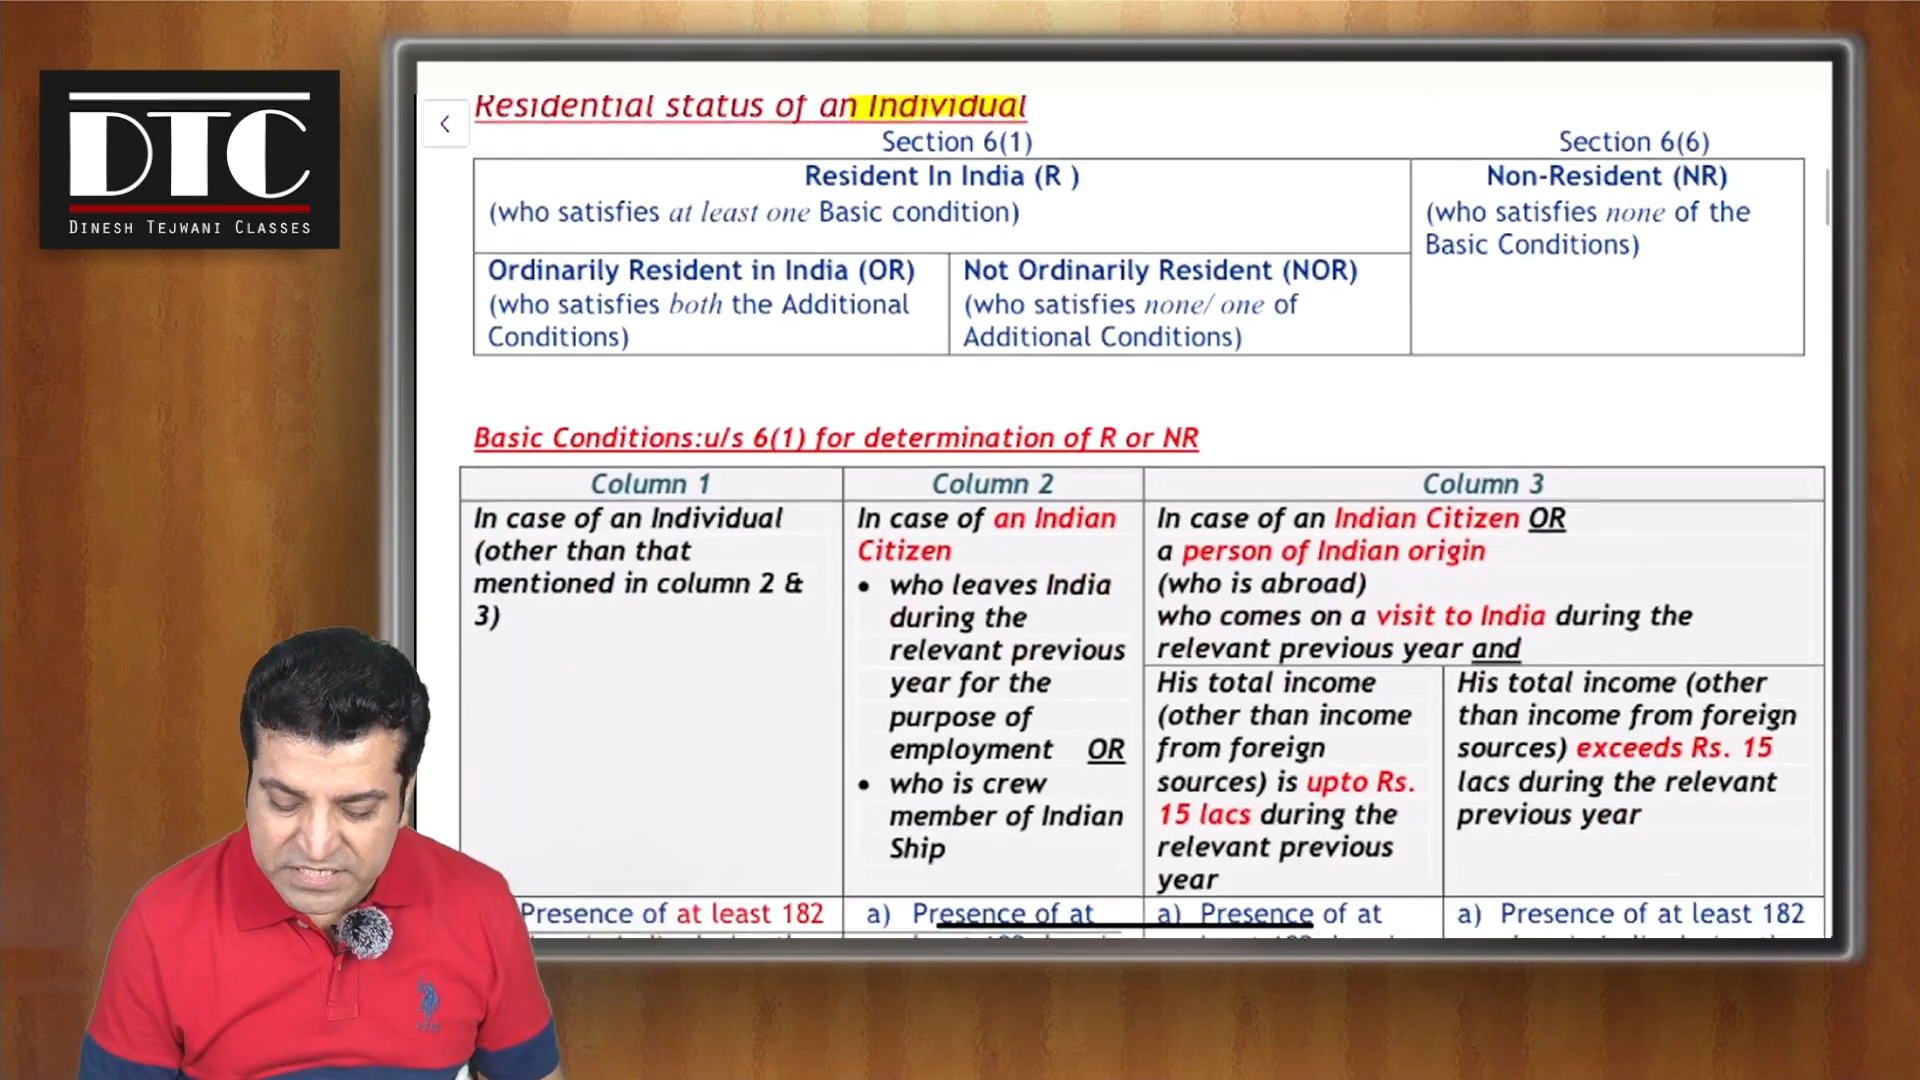 DTC
DINESH TEJWANI CLASSES
Residential status of an Individual
Section 6(1)
Section 6(6)
Resident In India (R )
(who satisfies at least one Basic condition)
Non-Resident (NR)
(who satisfies none of the
Basic Conditions)
Ordinarily Resident in India (OR)
(who satisfies both the Additional
Conditions)
Not Ordinarily Resident (NOR)
(who satisfies none/ one of
Additional Conditions)
Basic Conditions:u/s 6(1) for determination of R or NR
Column 1
Column 2
Column 3
In case of an Individual
(other than that
mentioned in column 2 &
3)
In case of an Indian
Citizen
• who leaves India
during the
relevant previous
year for the
purpose of
employment OR
• who is crew
member of Indian
Ship
In case of an Indian Citizen OR
a person of Indian origin
(who is abroad)
who comes on a visit to India during the
relevant previous year and
His total income
(other than income
from foreign
sources) is upto Rs.
15 lacs during the
relevant previous
year
His total income (other
than income from foreign
sources) exceeds Rs. 15
lacs during the relevant
previous year
Presence of at least 182
a) Presence of at
a) Presence of at
a) Presence of at least 182